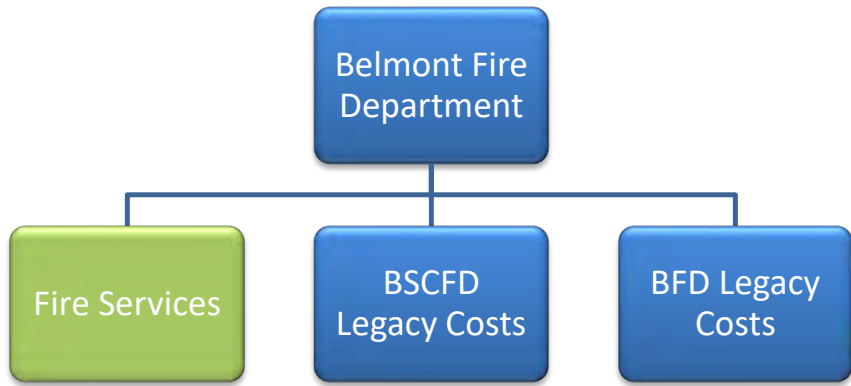 Belmont Fire
Department
Fire Services
BSCFD
Legacy Costs
BFD Legacy
Costs